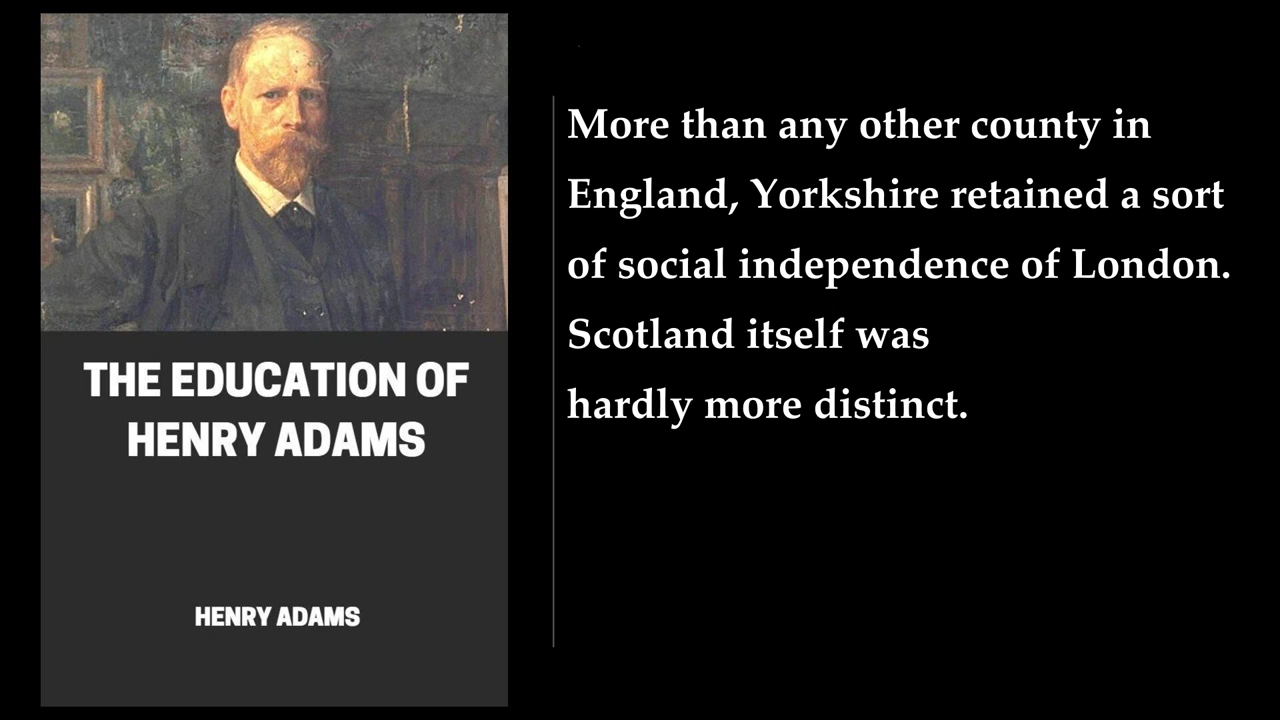 THE EDUCATION OF
HENRY ADAMS
HENRY ADAMS
More than any other county in
England, Yorkshire retained a sort
of social independence of London.
Scotland itself was
hardly more distinct.